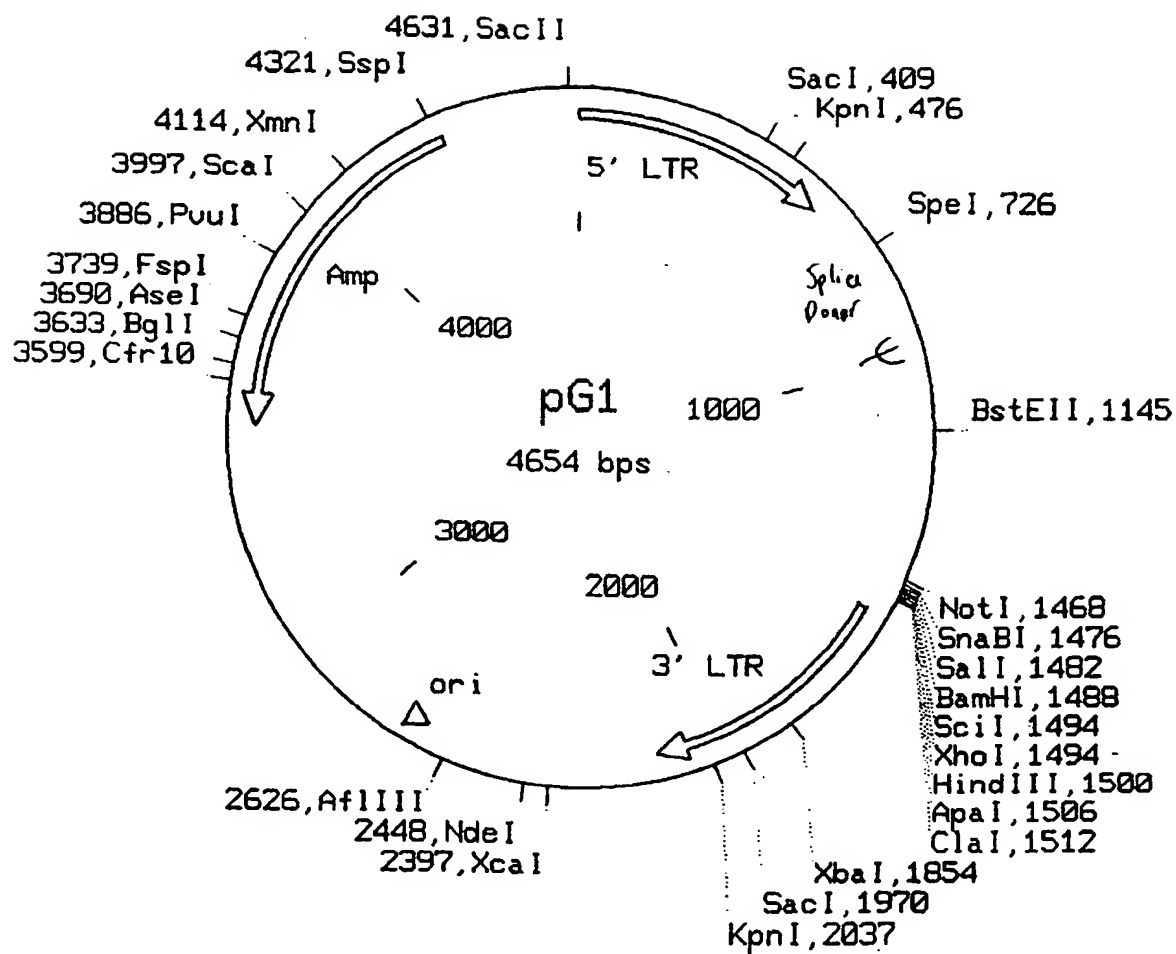 4631,SacII
4321,SspI
4114,XmnI
3997,ScaI
3886,PvuI
3739,FspI
3690,AseI
3633,BglI
3599,Cfr10
SacI,409
KpnI,476
5' LTR
SpeI,726
Splice
Donor
Amp
4000
pG1
1000
BstEII,1145
4654 bps
3000
2000
3' LTR
ori
NotI,1468
SnaBI,1476
SalI,1482
BamHI,1488
SciI,1494
XhoI,1494
HindIII,1500
ApaI,1506
ClaI,1512
XbaI,1854
SacI,1970
KpnI,2037
2626,AflIII
2448,NdeI
2397,XcaI